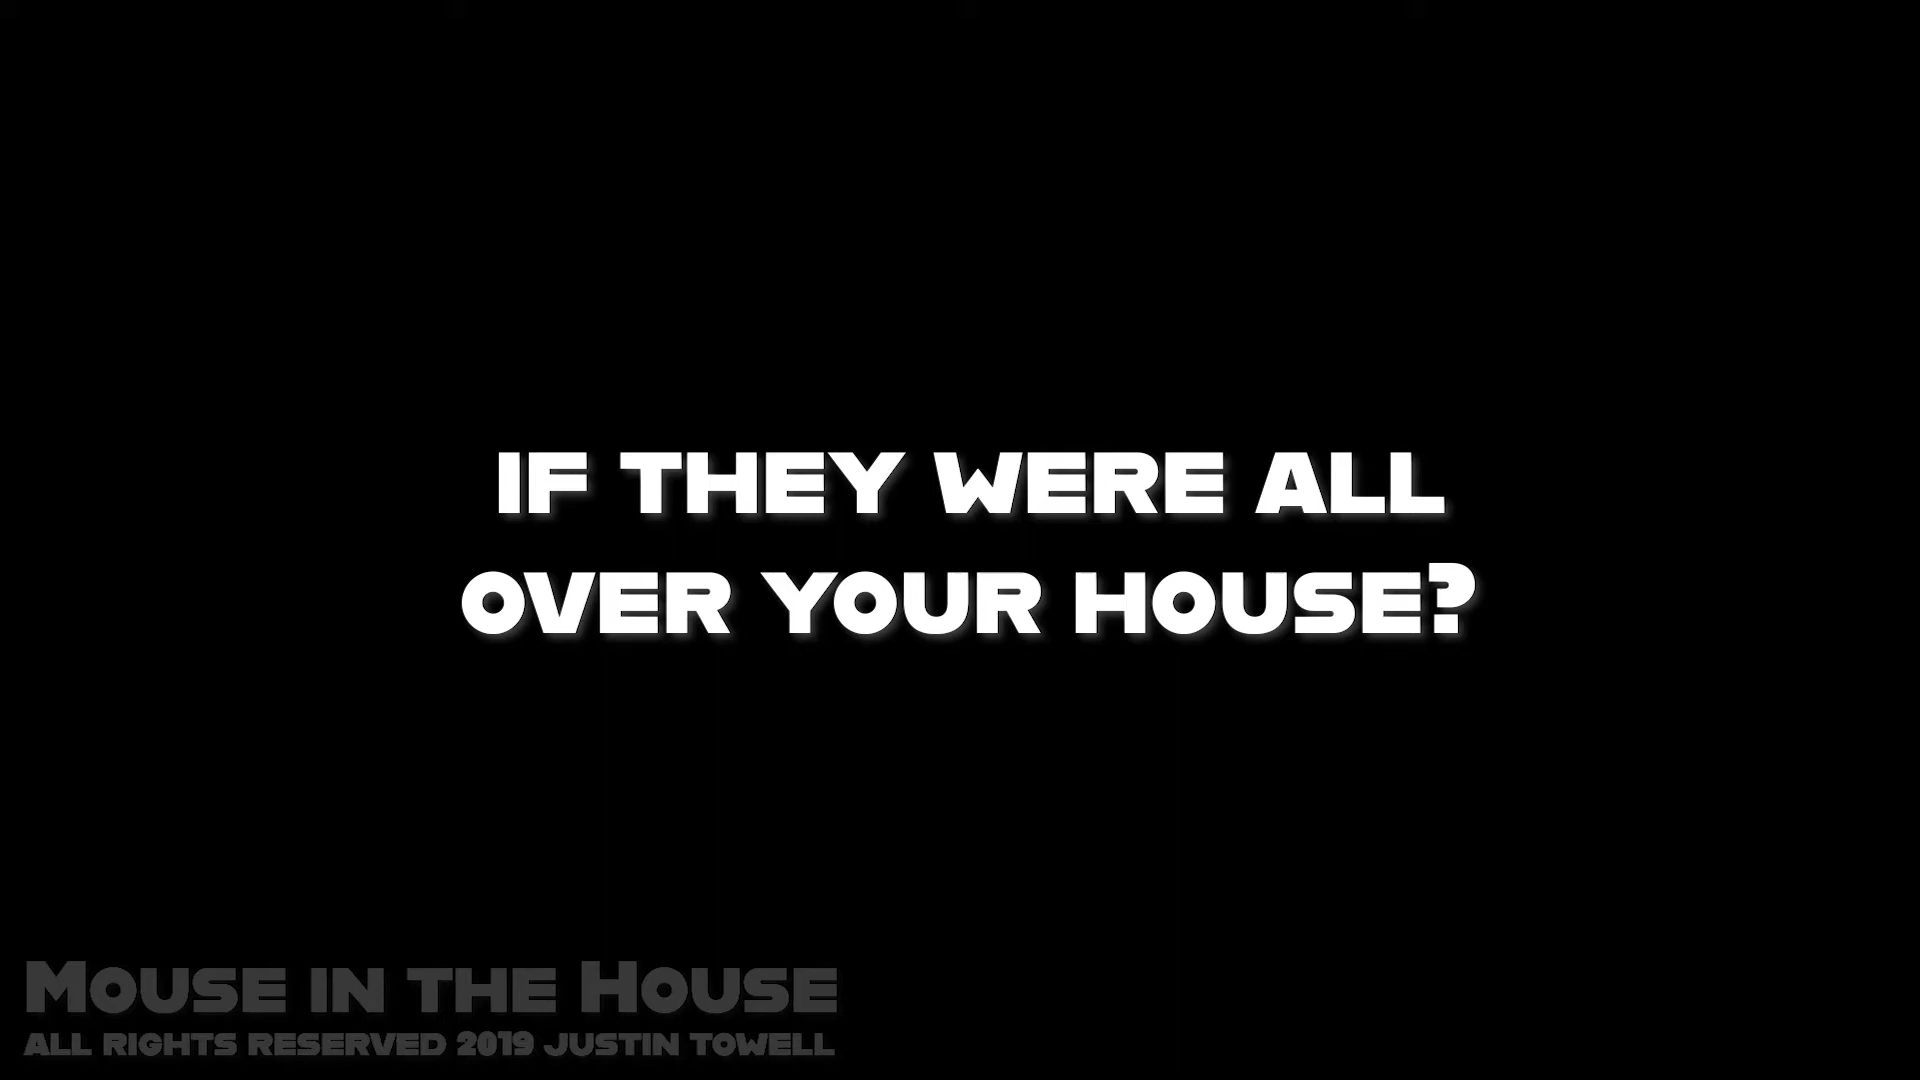 IF THEY WERE ALL
OVER YOUR HOUSE?
MOUSE IN THE HOUSE
ALL RIGHTS RESERVED 2019 JUSTIN TOWELL